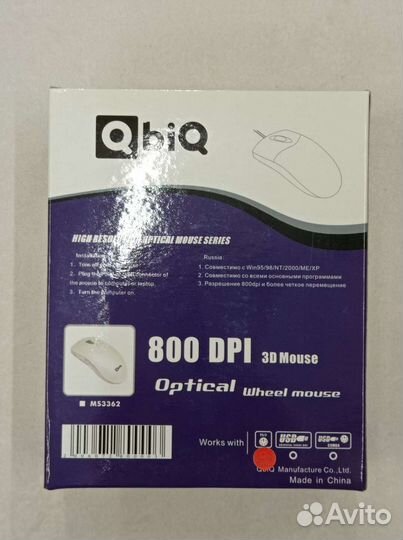 QbiQ
HIGH RESOLUTION OPTICAL MOUSE SERIES
Installation:
1. Turn off
2. Plug the connector of
the mouse to computer or laptop.
3. Turn the computer on.
Russia:
1. Совместимо с Win95/98/NT/2000/ME/XP
2. Совместимо со всеми основными программами
3. Разрешение 800dpi и более четкое перемещение
800 DPI 3D Mouse
Optical Wheel mouse
QbiQ
MS3362
Works with
USB
USB
QbiQ Manufacture Co., Ltd.
Made in China
Avito